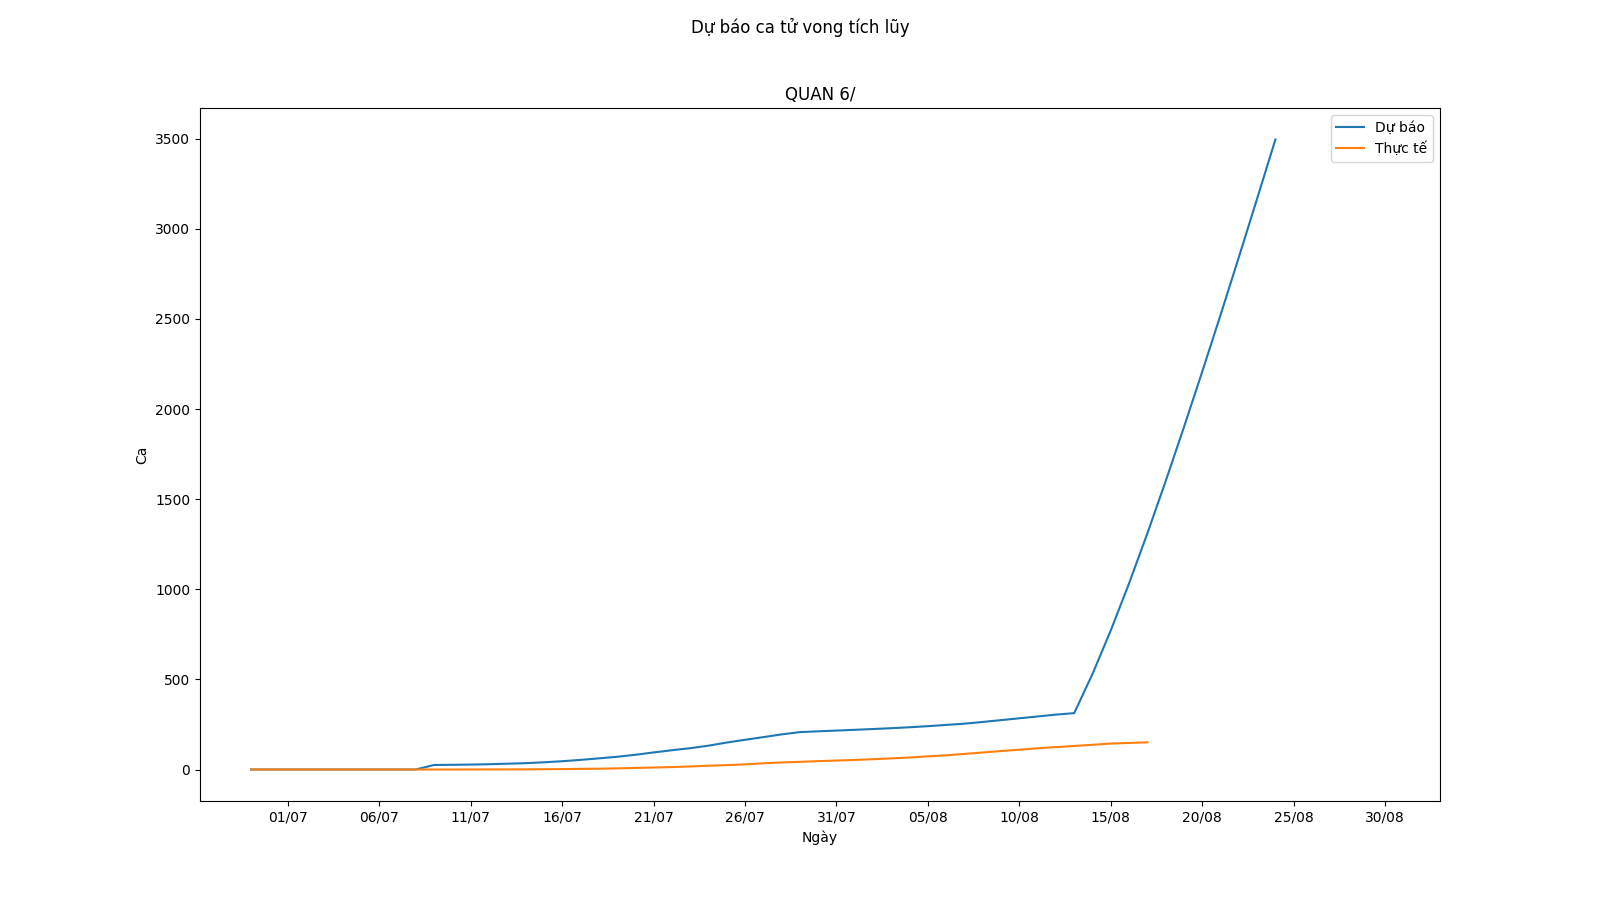 Dự báo ca tử vong tích lũy
QUAN 6/
Dự báo
Thực tế
3500
3000
2500
2000
1500
1000
500
0
Ca
01/07 06/07 11/07 16/07 21/07 26/07 31/07 05/08 10/08 15/08 20/08 25/08 30/08
Ngày